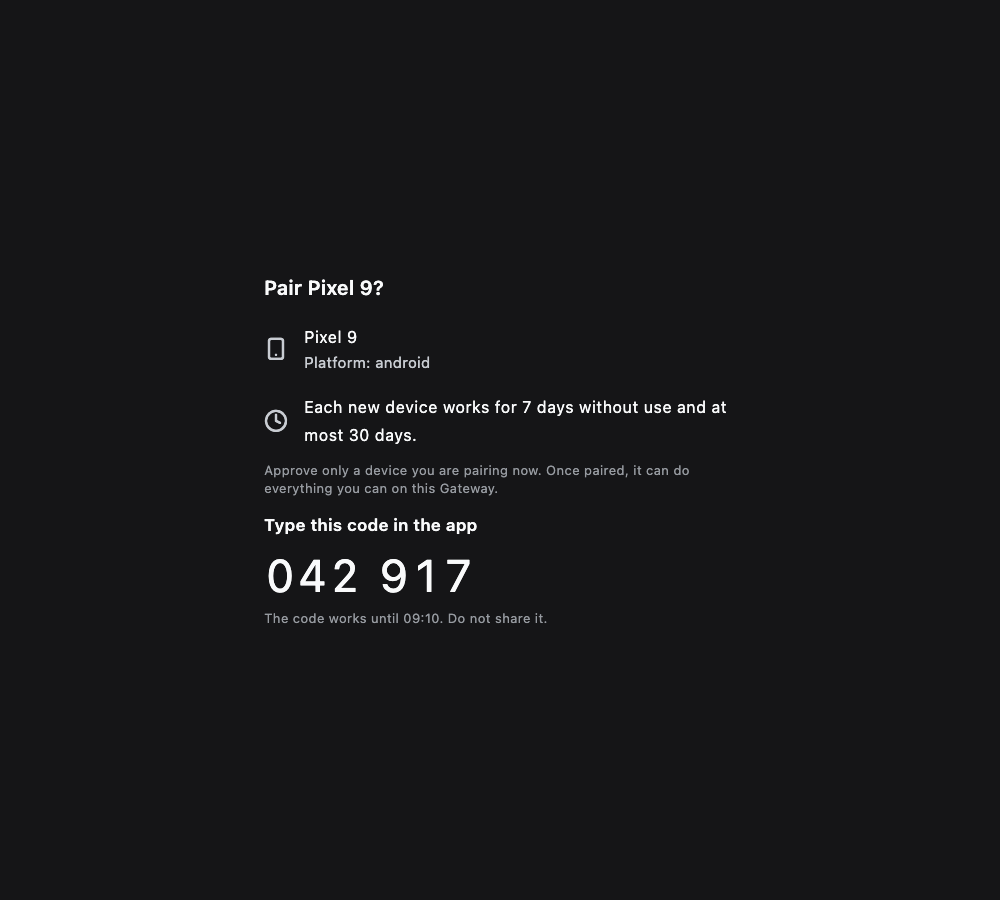 Pair Pixel 9?
Pixel 9
Platform: android
Each new device works for 7 days without use and at
most 30 days.
Approve only a device you are pairing now. Once paired, it can do
everything you can on this Gateway.
Type this code in the app
042 917
The code works until 09:10. Do not share it.